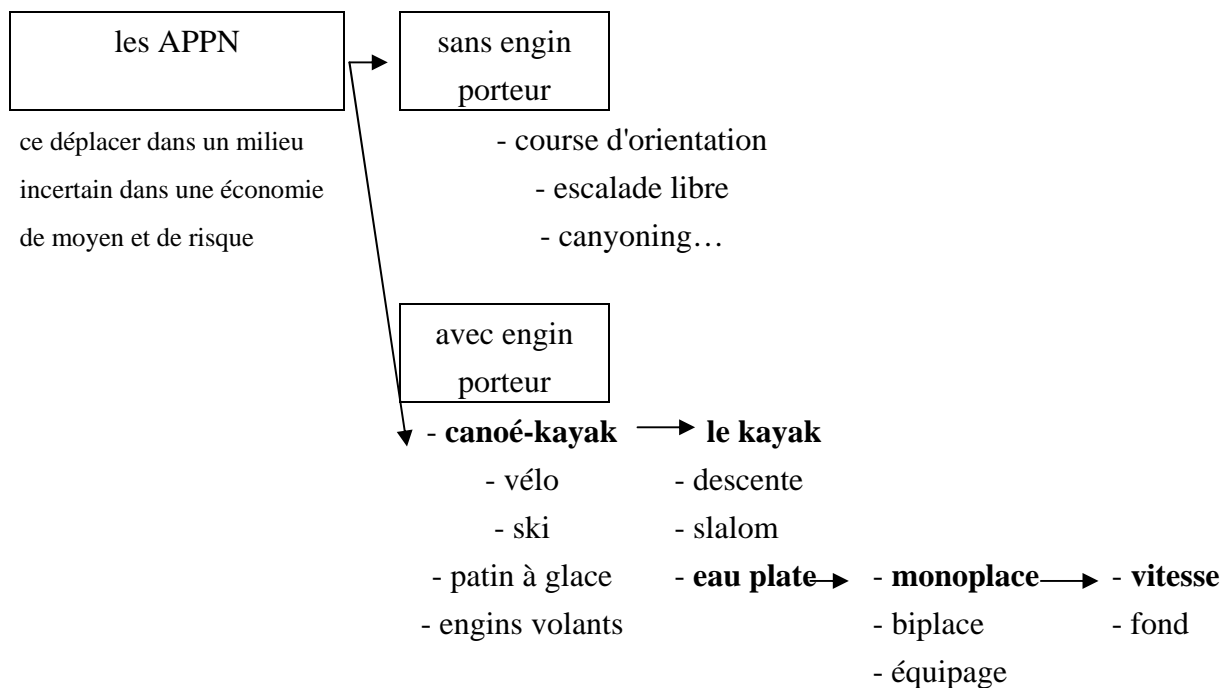 les APPN
sans engin
porteur
ce déplacer dans un milieu
incertain dans une économie
de moyen et de risque
- course d'orientation
- escalade libre
- canyoning…
avec engin
porteur
- canoé-kayak
le kayak
- vélo
- descente
- ski
- slalom
- patin à glace
- eau plate
- monoplace
- vitesse
- engins volants
- biplace
- fond
- équipage